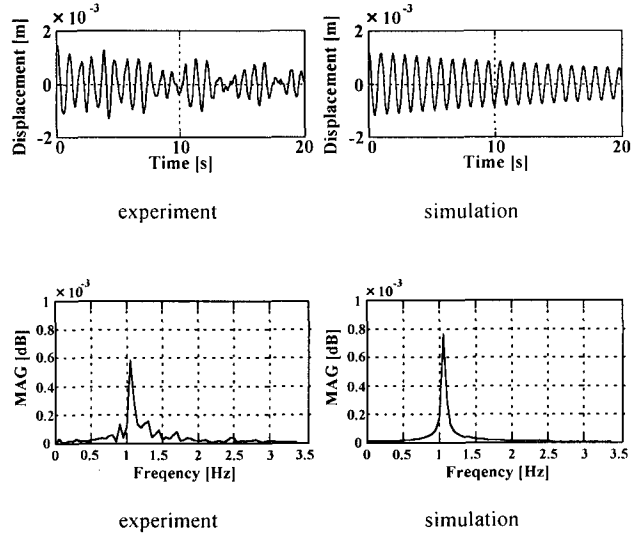 × 10⁻³
× 10⁻³
Displacement [m]
2
0
-2
0
10
20
Time [s]
Displacement [m]
2
0
-2
0
10
20
Time [s]
experiment
simulation
× 10⁻³
× 10⁻³
MAG [dB]
1
0.8
0.6
0.4
0.2
0
0 0.5 1 1.5 2 2.5 3 3.5
Freqency [Hz]
MAG [dB]
1
0.8
0.6
0.4
0.2
0
0 0.5 1 1.5 2 2.5 3 3.5
Freqency [Hz]
experiment
simulation